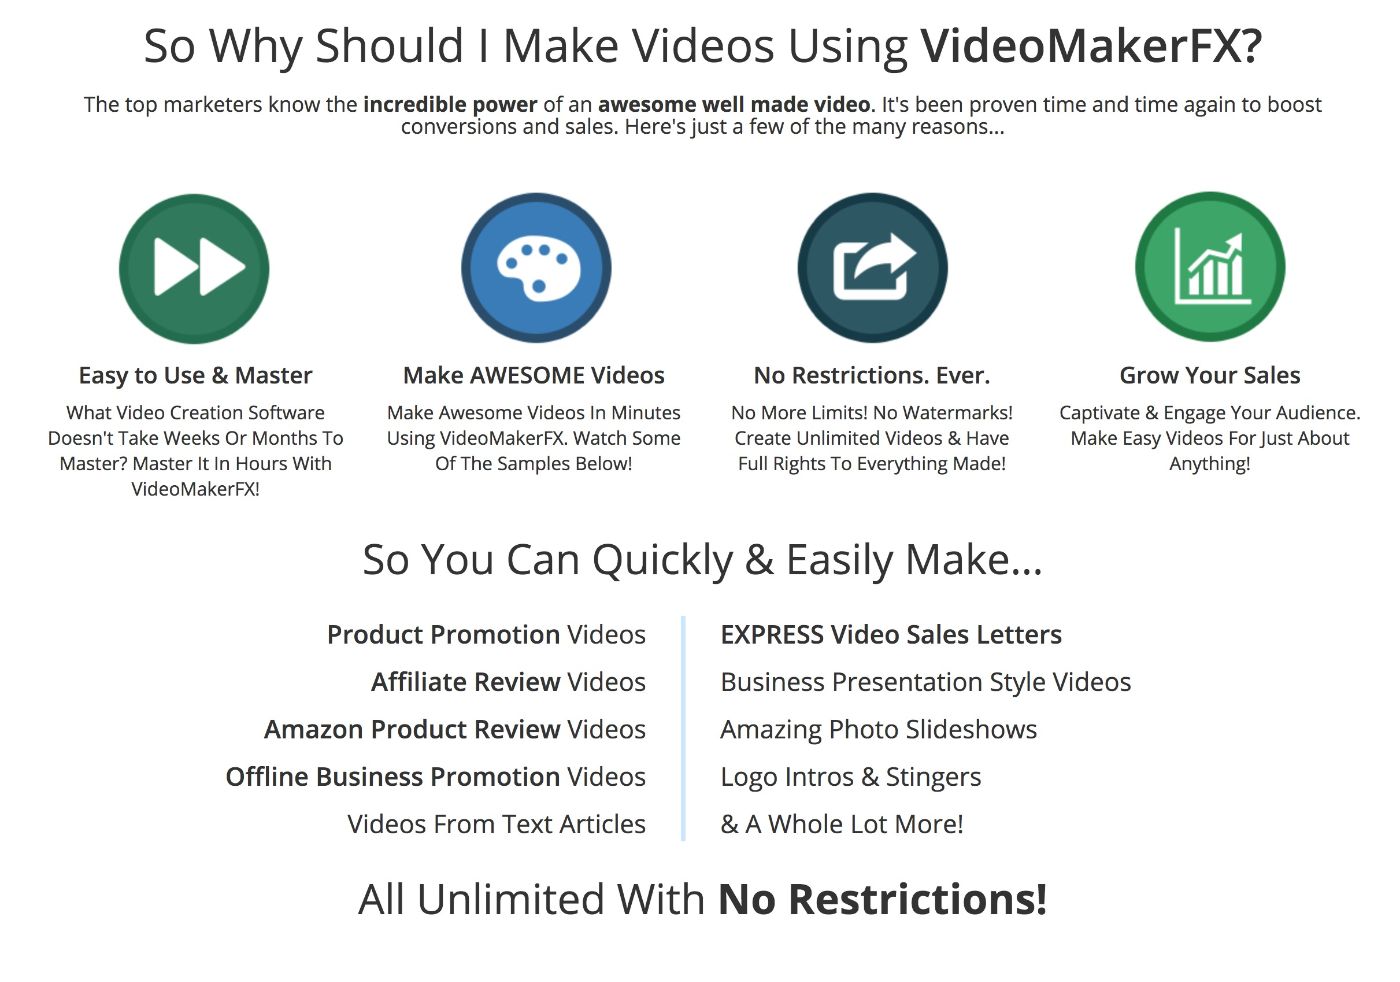 So Why Should I Make Videos Using VideoMakerFX?
The top marketers know the incredible power of an awesome well made video. It's been proven time and time again to boost
conversions and sales. Here's just a few of the many reasons...
Easy to Use & Master
What Video Creation Software
Doesn't Take Weeks Or Months To
Master? Master It In Hours With
VideoMakerFX!
Make AWESOME Videos
Make Awesome Videos In Minutes
Using VideoMakerFX. Watch Some
Of The Samples Below!
No Restrictions. Ever.
No More Limits! No Watermarks!
Create Unlimited Videos & Have
Full Rights To Everything Made!
Grow Your Sales
Captivate & Engage Your Audience.
Make Easy Videos For Just About
Anything!
So You Can Quickly & Easily Make...
Product Promotion Videos
Affiliate Review Videos
Amazon Product Review Videos
Offline Business Promotion Videos
Videos From Text Articles
EXPRESS Video Sales Letters
Business Presentation Style Videos
Amazing Photo Slideshows
Logo Intros & Stingers
& A Whole Lot More!
All Unlimited With No Restrictions!